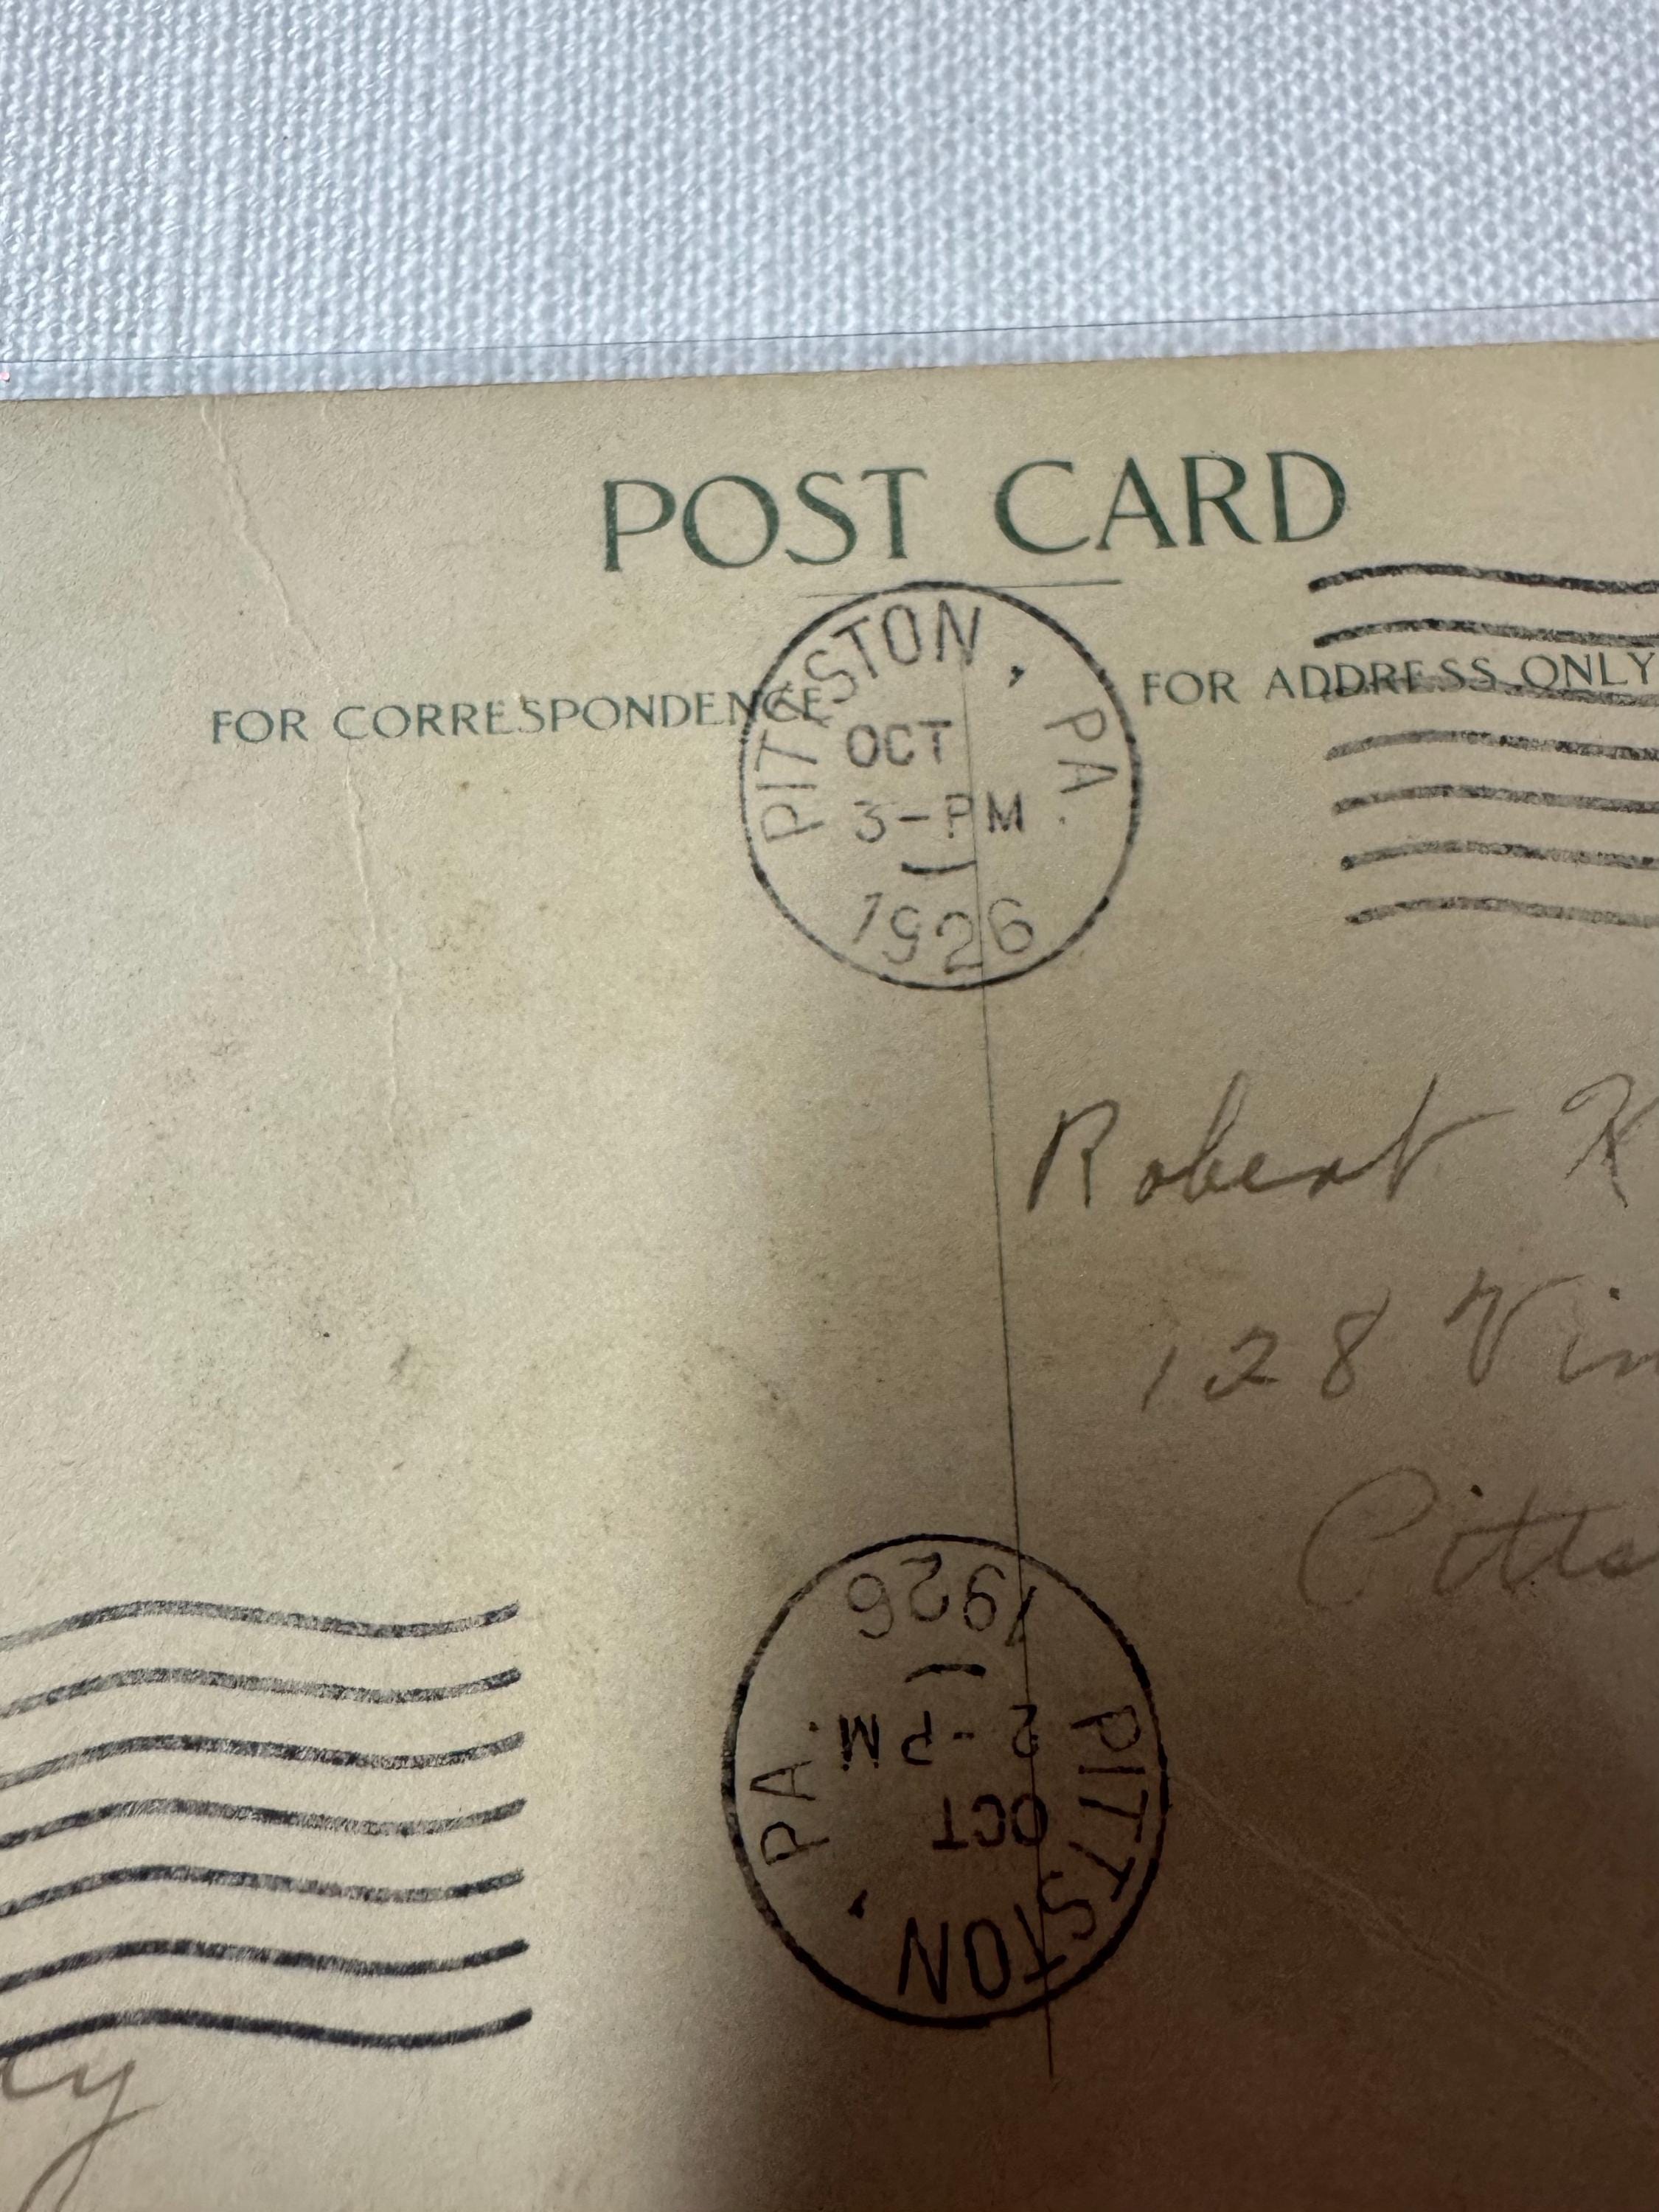 POST CARD
FOR CORRESPONDENCE
FOR ADDRESS ONLY
PITTSTON, PA.
OCT
3-PM
1926
Robert
128
PITTSTON, PA.
OCT
2-PM
1926